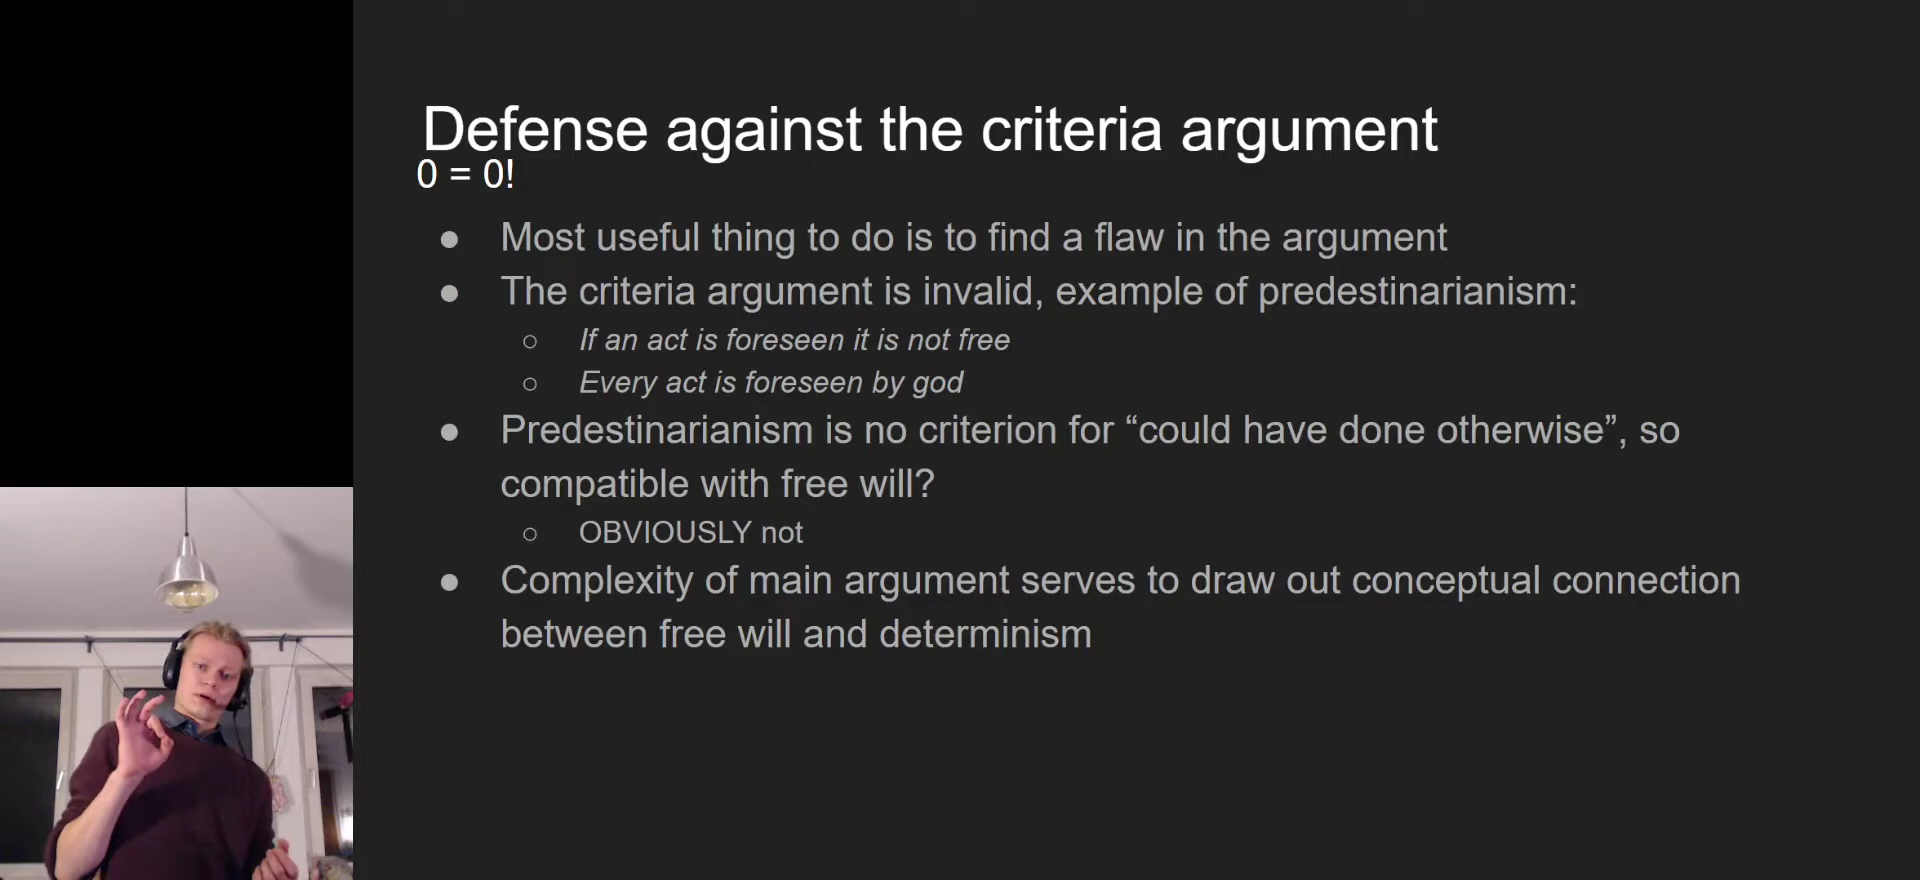 Defense against the criteria argument
0 = 0!
● Most useful thing to do is to find a flaw in the argument
● The criteria argument is invalid, example of predestinarianism:
○ If an act is foreseen it is not free
○ Every act is foreseen by god
● Predestinarianism is no criterion for “could have done otherwise”, so
compatible with free will?
○ OBVIOUSLY not
● Complexity of main argument serves to draw out conceptual connection
between free will and determinism